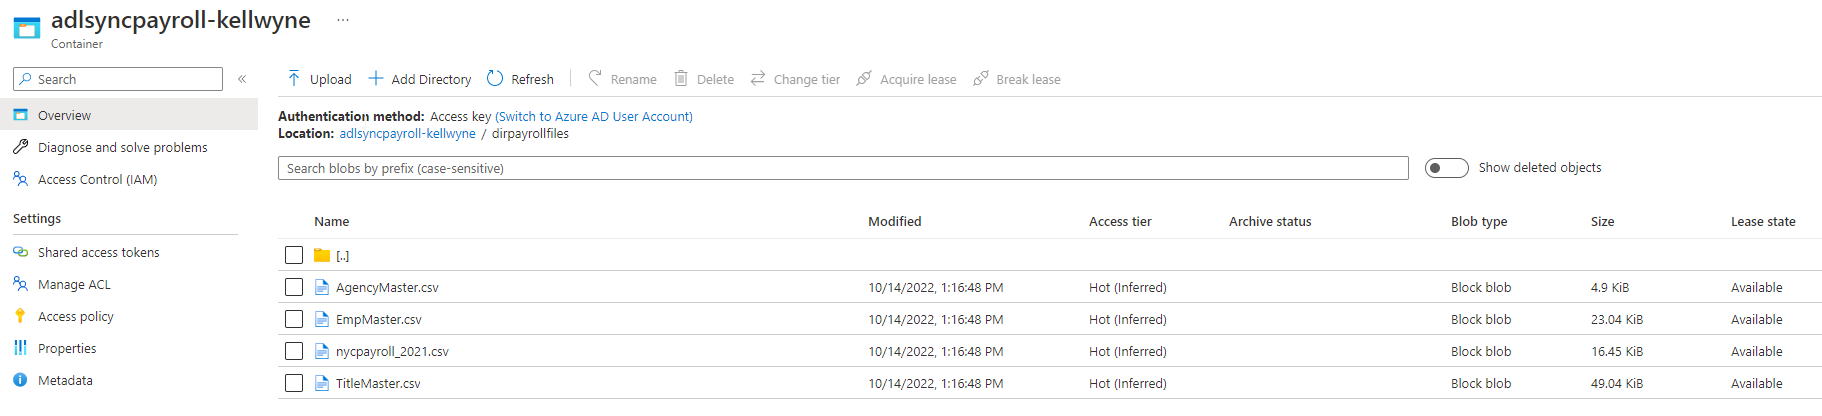 adlsyncpayroll-kellwyne ...
Container
Search «
Upload Add Directory Refresh Rename Delete Change tier Acquire lease Break lease
Overview
Diagnose and solve problems
Access Control (IAM)
Settings
Shared access tokens
Manage ACL
Access policy
Properties
Metadata
Authentication method: Access key (Switch to Azure AD User Account)
Location: adlsyncpayroll-kellwyne / dirpayrollfiles
Search blobs by prefix (case-sensitive) Show deleted objects
Name Modified Access tier Archive status Blob type Size Lease state
[..]
AgencyMaster.csv 10/14/2022, 1:16:48 PM Hot (Inferred) Block blob 4.9 KiB Available
EmpMaster.csv 10/14/2022, 1:16:48 PM Hot (Inferred) Block blob 23.04 KiB Available
nycpayroll_2021.csv 10/14/2022, 1:16:48 PM Hot (Inferred) Block blob 16.45 KiB Available
TitleMaster.csv 10/14/2022, 1:16:48 PM Hot (Inferred) Block blob 49.04 KiB Available